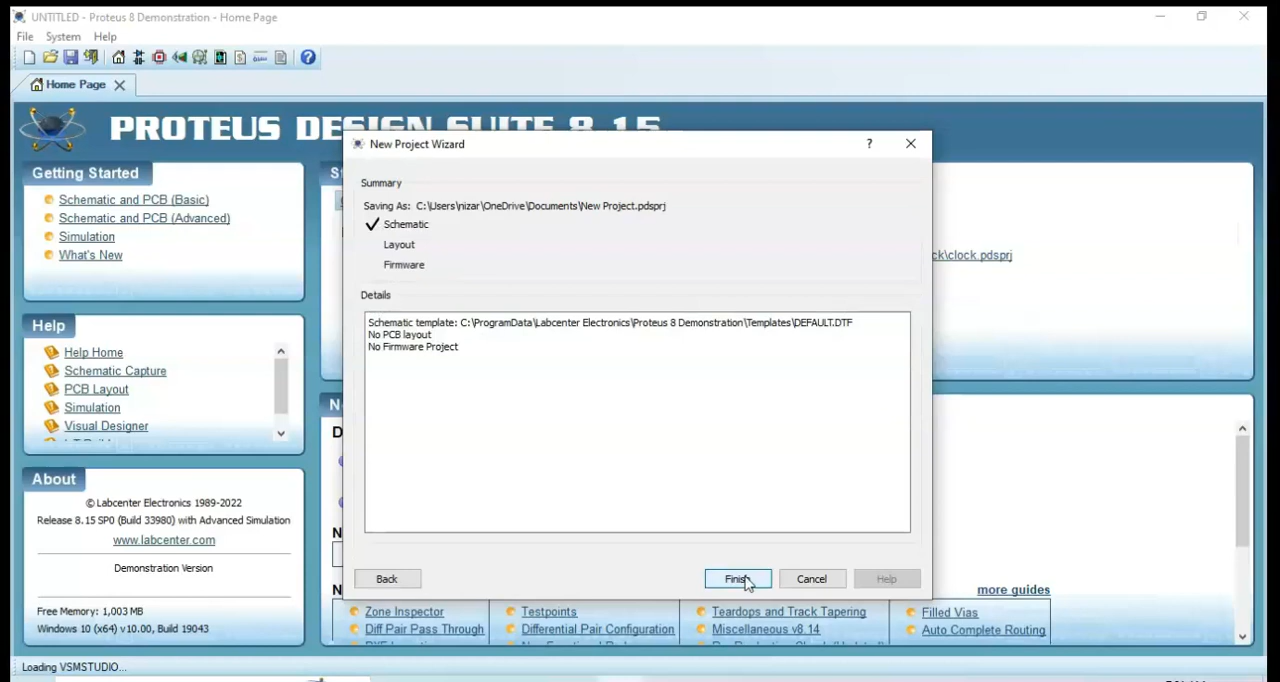 UNTITLED - Proteus 8 Demonstration - Home Page
File System Help
Home Page
PROTEUS DESIGN SUITE 8.15
New Project Wizard
?
Summary
Saving As: C:\Users\nizar\OneDrive\Documents\New Project.pdsprj
Schematic
Layout
Firmware
Details
Schematic template: C:\ProgramData\Labcenter Electronics\Proteus 8 Demonstration\Templates\DEFAULT.DTF
No PCB layout
No Firmware Project
Back
Finish
Cancel
Help
Getting Started
Schematic and PCB (Basic)
Schematic and PCB (Advanced)
Simulation
What's New
Help
Help Home
Schematic Capture
PCB Layout
Simulation
Visual Designer
About
© Labcenter Electronics 1989-2022
Release 8.15 SP0 (Build 33980) with Advanced Simulation
www.labcenter.com
Demonstration Version
Free Memory: 1,003 MB
Windows 10 (x64) v10.00, Build 19043
ck\clock.pdsprj
more guides
Zone Inspector Testpoints Teardops and Track Tapering Filled Vias
Diff Pair Pass Through Differential Pair Configuration Miscellaneous v8.14 Auto Complete Routing
Loading VSMSTUDIO...